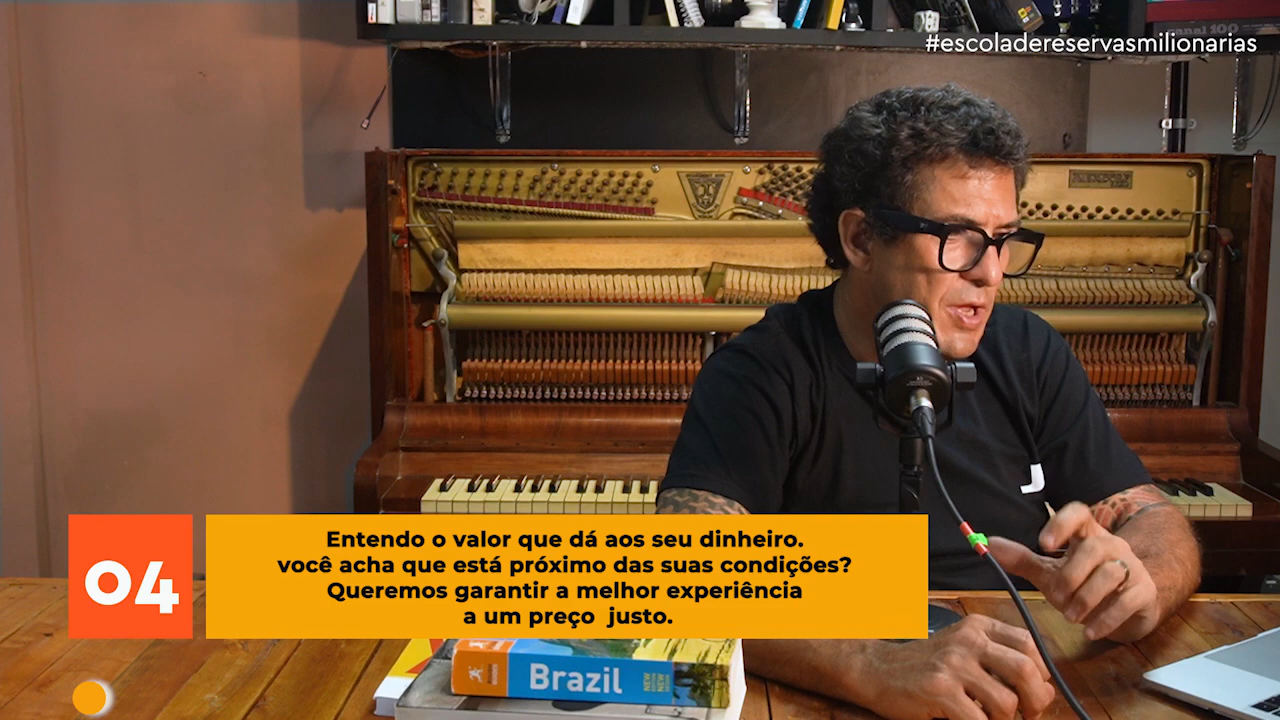 #escoladereservasmilionarias
04
Entendo o valor que dá aos seu dinheiro.
você acha que está próximo das suas condições?
Queremos garantir a melhor experiência
a um preço  justo.
Brazil